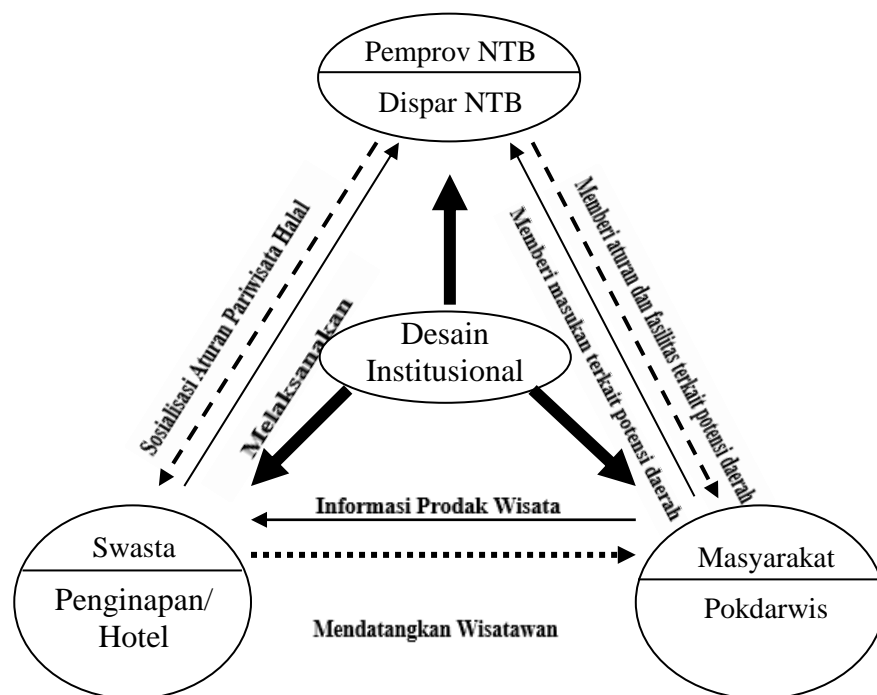 Pemprov NTB
Dispar NTB
Sosialisasi Aturan Pariwisata Halal
Melaksanakan
Memberi masukan terkait potensi daerah
Memberi aturan dan fasilitas terkait potensi daerah
Desain
Institusional
Informasi Prodak Wisata
Swasta
Penginapan/
Hotel
Mendatangkan Wisatawan
Masyarakat
Pokdarwis